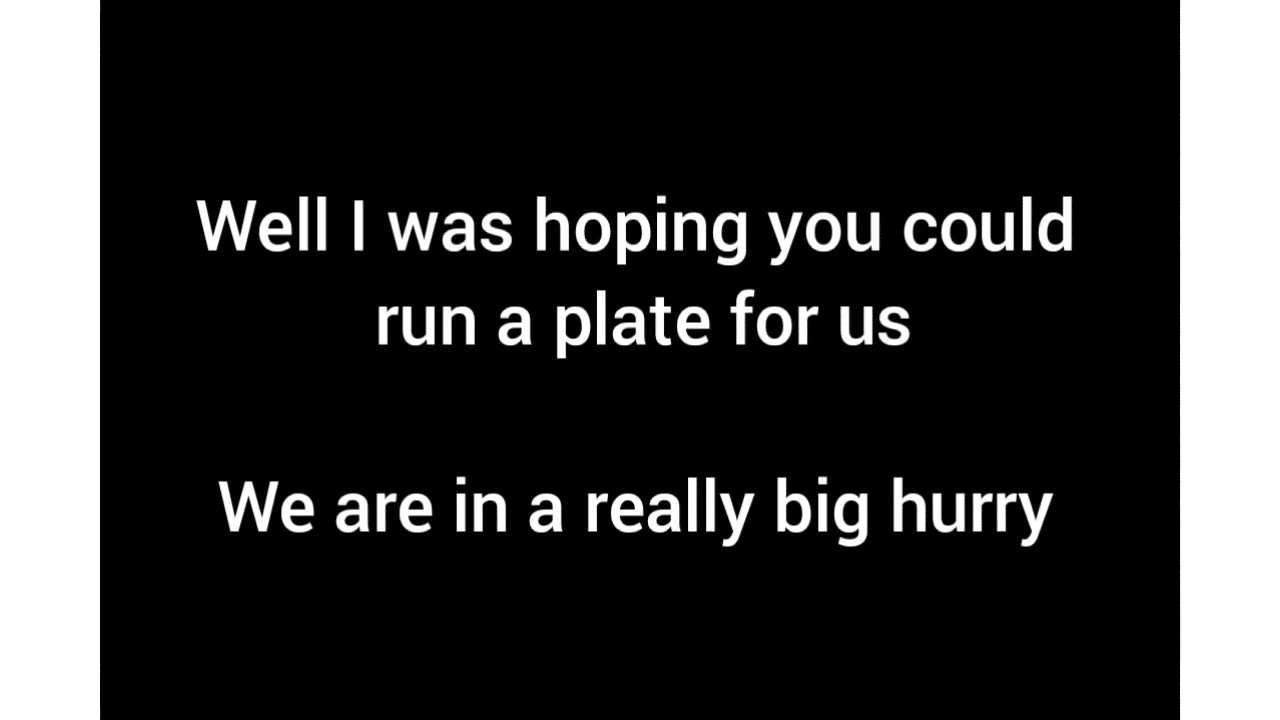 Well I was hoping you could
run a plate for us
We are in a really big hurry